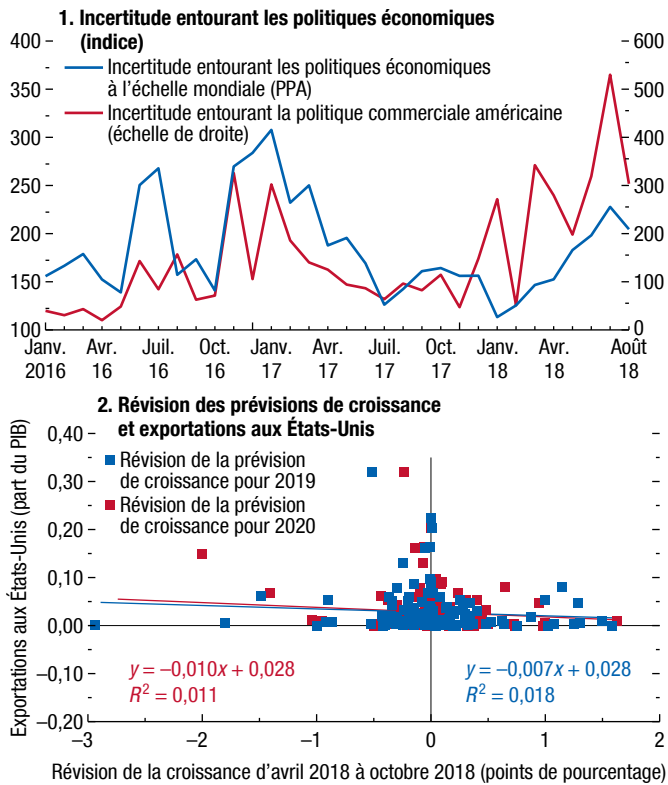 1. Incertitude entourant les politiques économiques
(indice)
400
600
Incertitude entourant les politiques économiques
à l’échelle mondiale (PPA)
350
500
Incertitude entourant la politique commerciale américaine
(échelle de droite)
300
400
250
300
200
200
150
100
100
0
Janv. Avr. Juil. Oct. Janv. Avr. Juil. Oct. Janv. Avr. Août
2016 16 16 16 17 17 17 17 18 18 18
2. Révision des prévisions de croissance
et exportations aux États-Unis
Exportations aux États-Unis (part du PIB)
0,40
Révision de la prévision
de croissance pour 2019
0,30
Révision de la prévision
de croissance pour 2020
0,20
0,10
0,00
–0,10
y = –0,010x + 0,028
R² = 0,011
y = –0,007x + 0,028
R² = 0,018
–0,20
–3 –2 –1 0 1 2
Révision de la croissance d’avril 2018 à octobre 2018 (points de pourcentage)